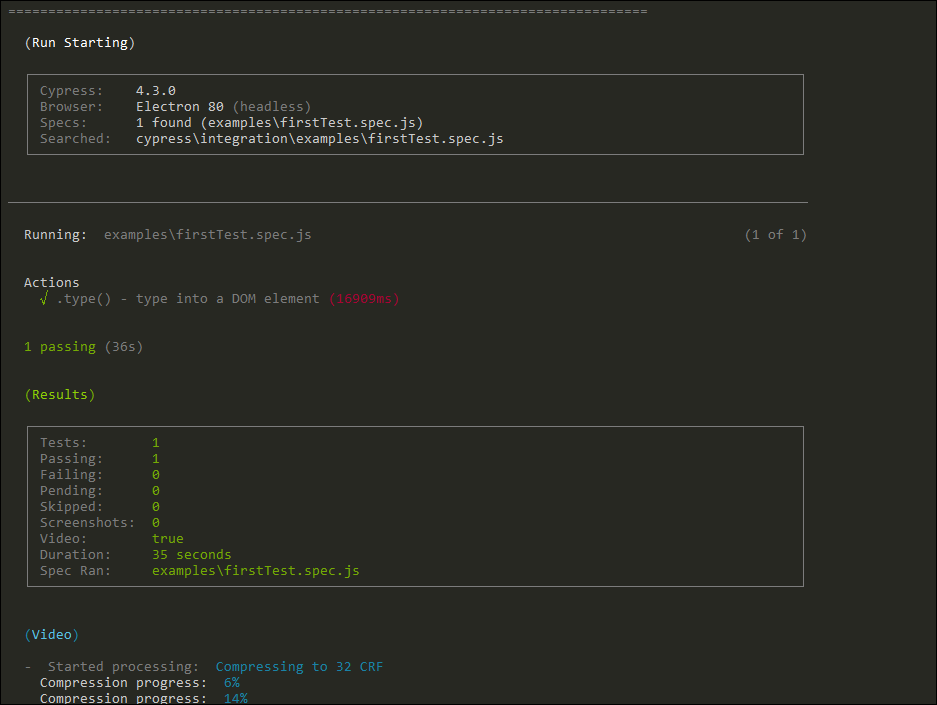 ================================================================================
(Run Starting)
Cypress: 4.3.0
Browser: Electron 80 (headless)
Specs: 1 found (examples\firstTest.spec.js)
Searched: cypress\integration\examples\firstTest.spec.js
Running: examples\firstTest.spec.js (1 of 1)
Actions
√ .type() - type into a DOM element (16909ms)
1 passing (36s)
(Results)
Tests: 1
Passing: 1
Failing: 0
Pending: 0
Skipped: 0
Screenshots: 0
Video: true
Duration: 35 seconds
Spec Ran: examples\firstTest.spec.js
(Video)
- Started processing: Compressing to 32 CRF
Compression progress: 6%
Compression progress: 14%